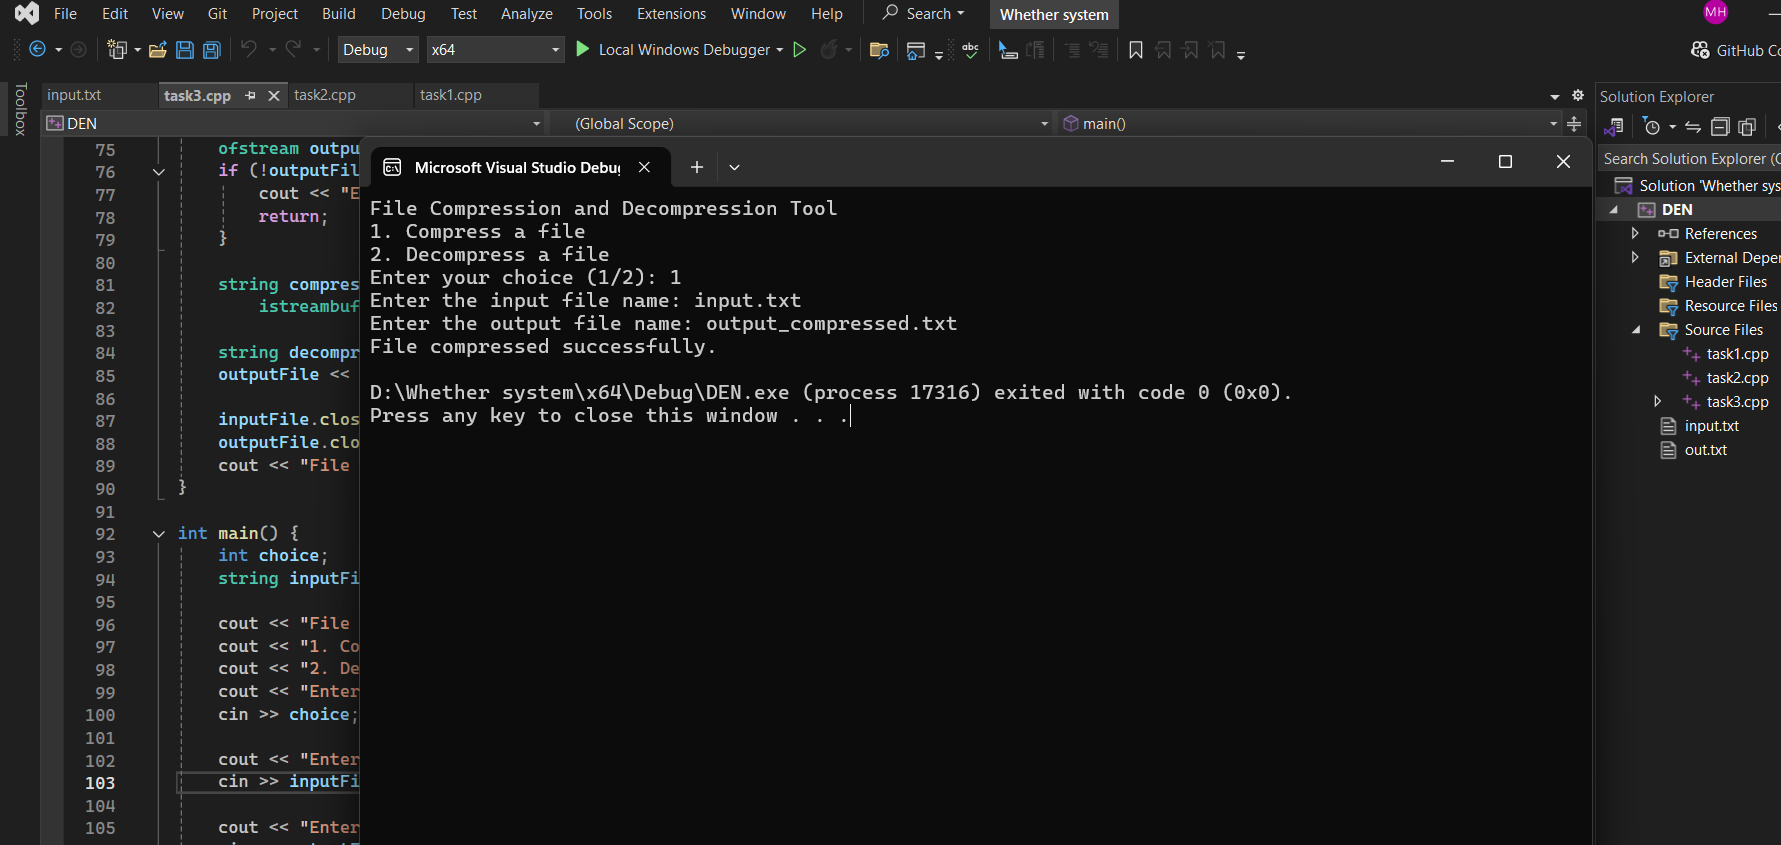 File Edit View Git Project Build Debug Test Analyze Tools Extensions Window Help Search Whether system MH
Debug x64 Local Windows Debugger abc GitHub Co
Toolbox
input.txt task3.cpp task2.cpp task1.cpp
DEN (Global Scope) main()
75 ofstream outpu
76 if (!outputFil
77 cout << "E
78 return;
79 }
80
81 string compres
82 istreambuf
83
84 string decompr
85 outputFile <<
86
87 inputFile.clos
88 outputFile.clo
89 cout << "File
90 }
91
92 int main() {
93 int choice;
94 string inputFi
95
96 cout << "File
97 cout << "1. Co
98 cout << "2. De
99 cout << "Enter
100 cin >> choice;
101
102 cout << "Enter
103 cin >> inputFi
104
105 cout << "Enter
Microsoft Visual Studio Debug
File Compression and Decompression Tool
1. Compress a file
2. Decompress a file
Enter your choice (1/2): 1
Enter the input file name: input.txt
Enter the output file name: output_compressed.txt
File compressed successfully.
D:\Whether system\x64\Debug\DEN.exe (process 17316) exited with code 0 (0x0).
Press any key to close this window . . .
Solution Explorer
Search Solution Explorer (C
Solution 'Whether sys
DEN
References
External Deper
Header Files
Resource Files
Source Files
task1.cpp
task2.cpp
task3.cpp
input.txt
out.txt